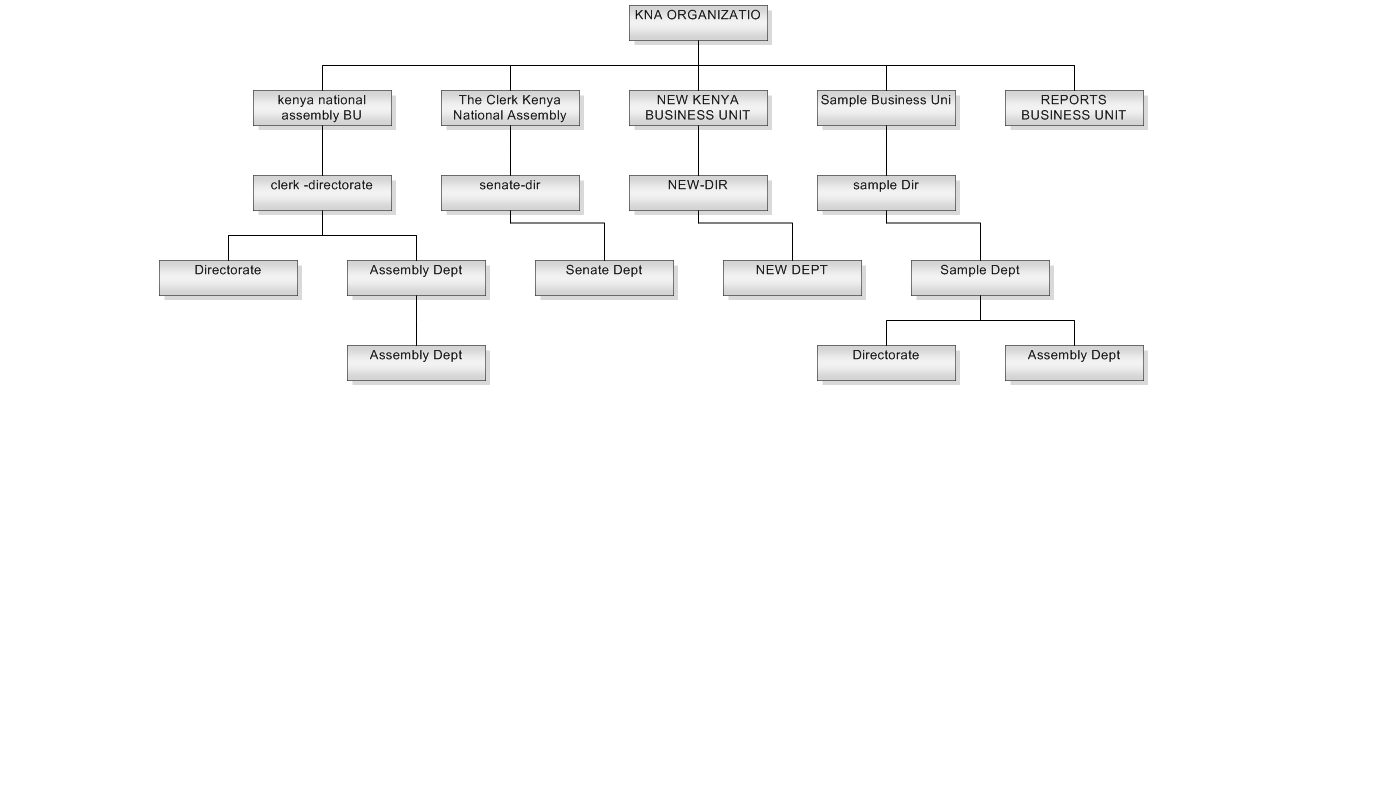 KNA ORGANIZATIO
kenya national
assembly BU
The Clerk Kenya
National Assembly
NEW KENYA
BUSINESS UNIT
Sample Business Uni
REPORTS
BUSINESS UNIT
clerk -directorate
senate-dir
NEW-DIR
sample Dir
Directorate
Assembly Dept
Senate Dept
NEW DEPT
Sample Dept
Assembly Dept
Directorate
Assembly Dept